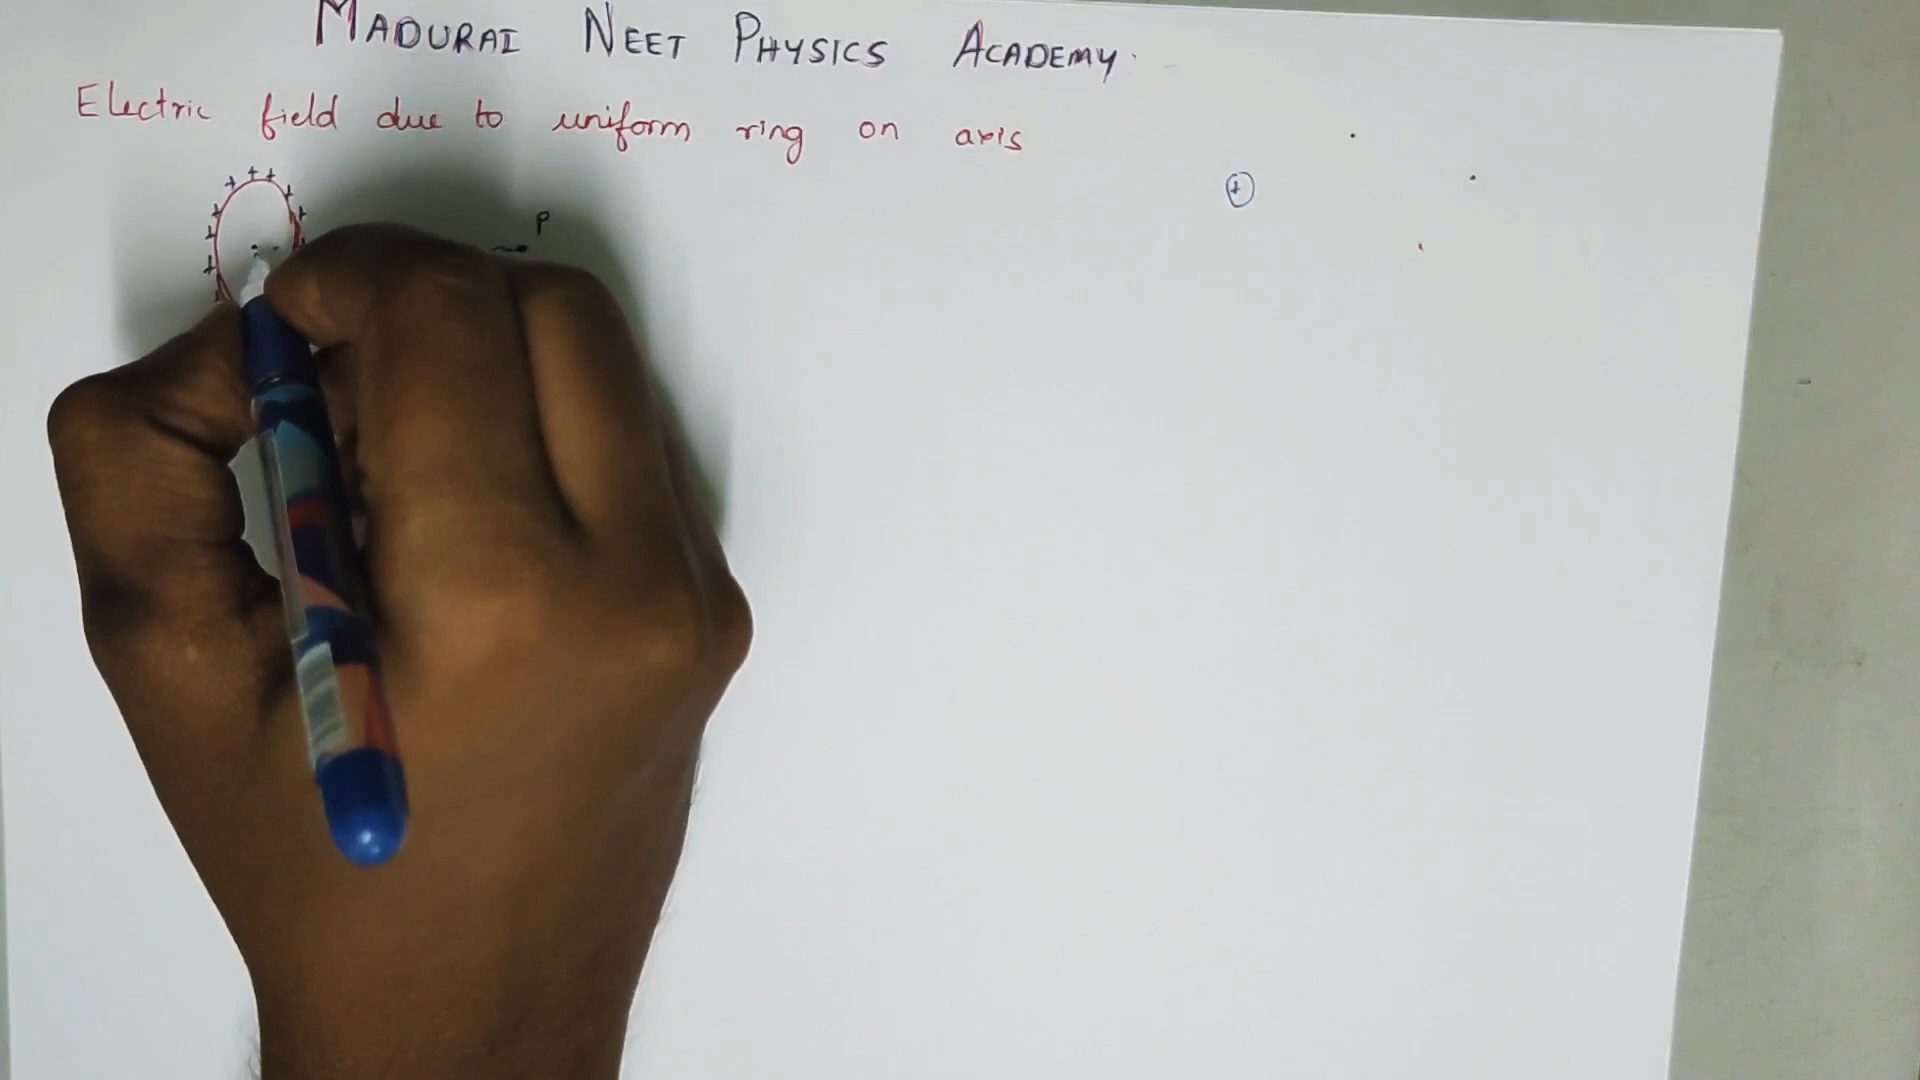 MADURAI NEET PHYSICS ACADEMY.
Electric field due to uniform ring on axis
+ + + + + + + + +
P
+